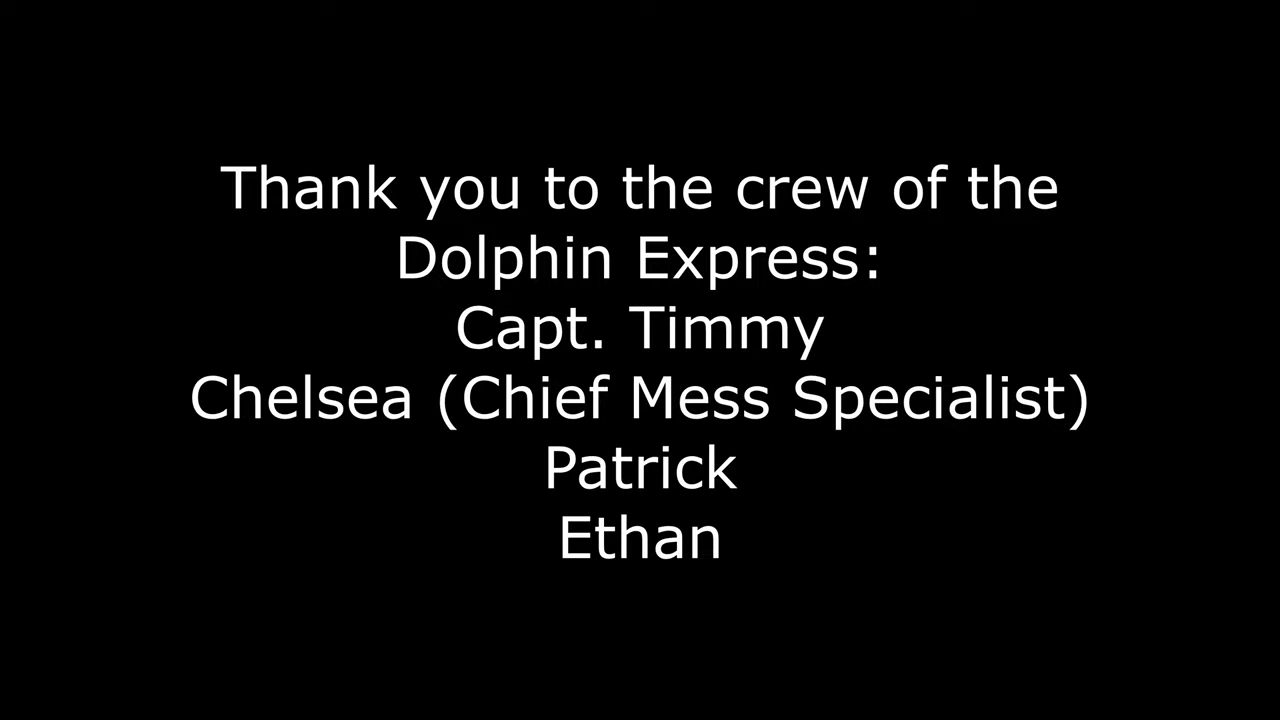 Thank you to the crew of the
Dolphin Express:
Capt. Timmy
Chelsea (Chief Mess Specialist)
Patrick
Ethan